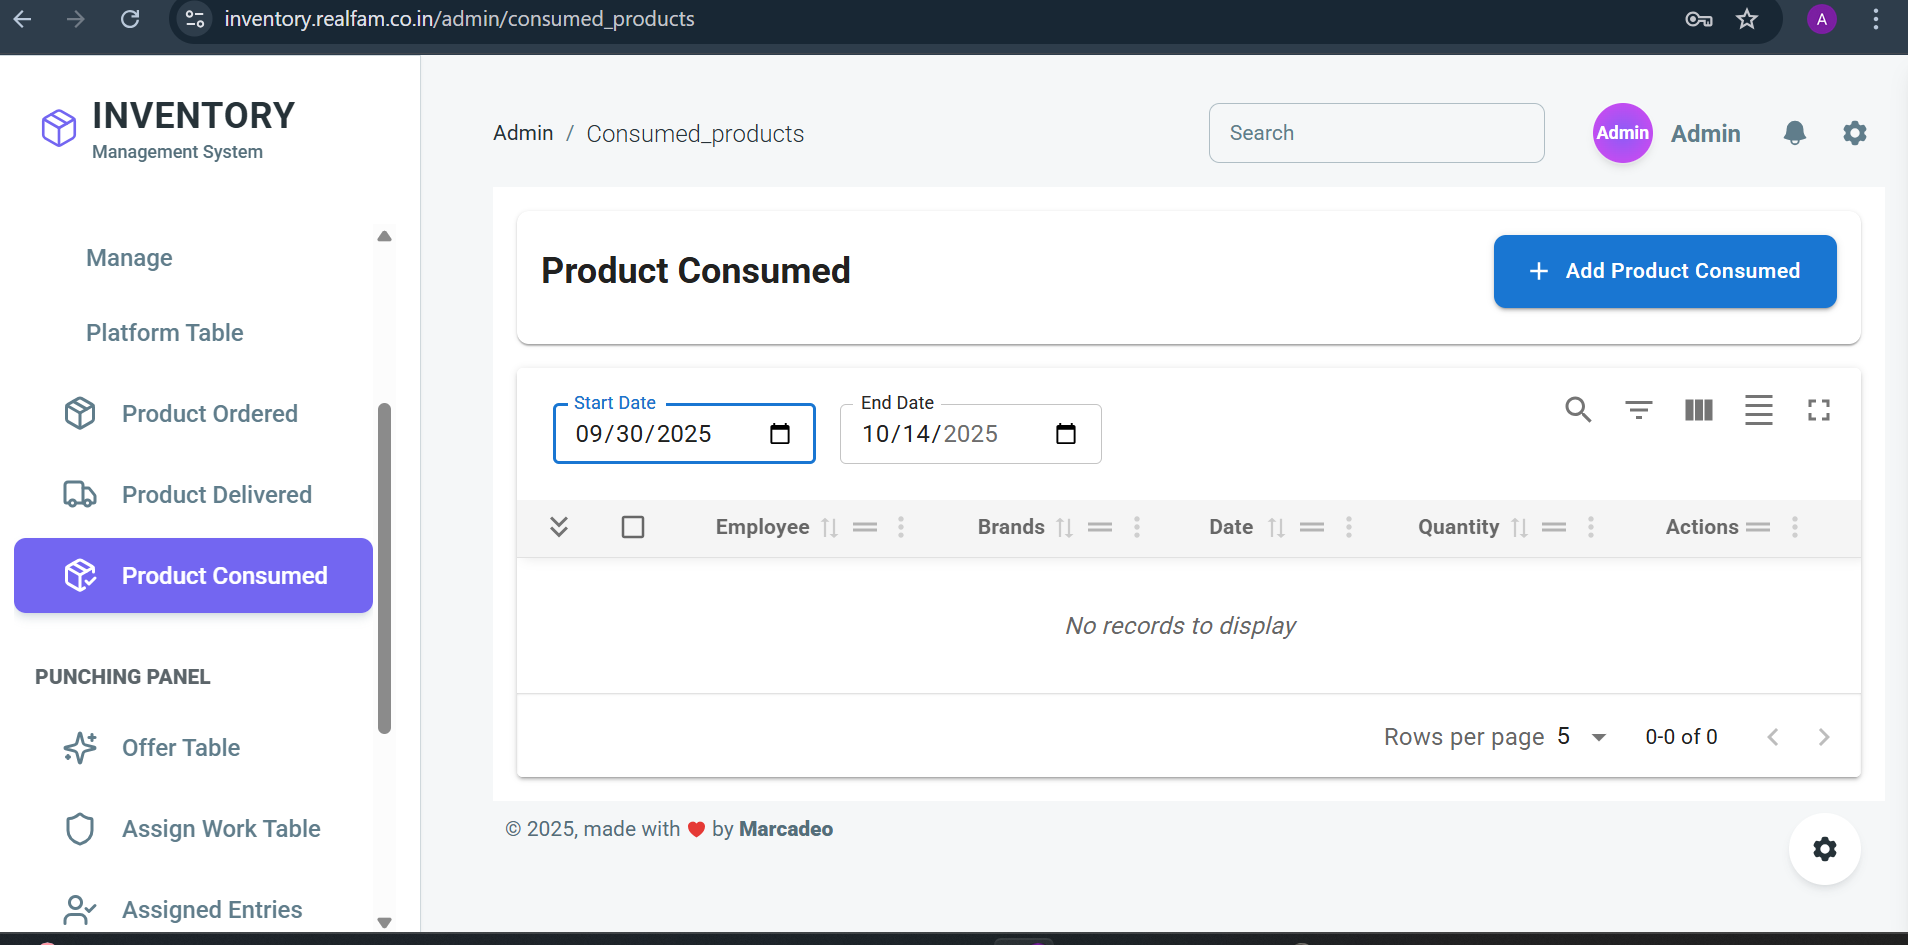 inventory.realfam.co.in/admin/consumed_products
A
INVENTORY
Management System
Manage
Platform Table
Product Ordered
Product Delivered
Product Consumed
PUNCHING PANEL
Offer Table
Assign Work Table
Assigned Entries
Admin / Consumed_products
Search
Admin
Admin
Product Consumed
+ Add Product Consumed
Start Date
09/30/2025
End Date
10/14/2025
Employee Brands Date Quantity Actions
No records to display
Rows per page 5 0-0 of 0
© 2025, made with ❤ by Marcadeo